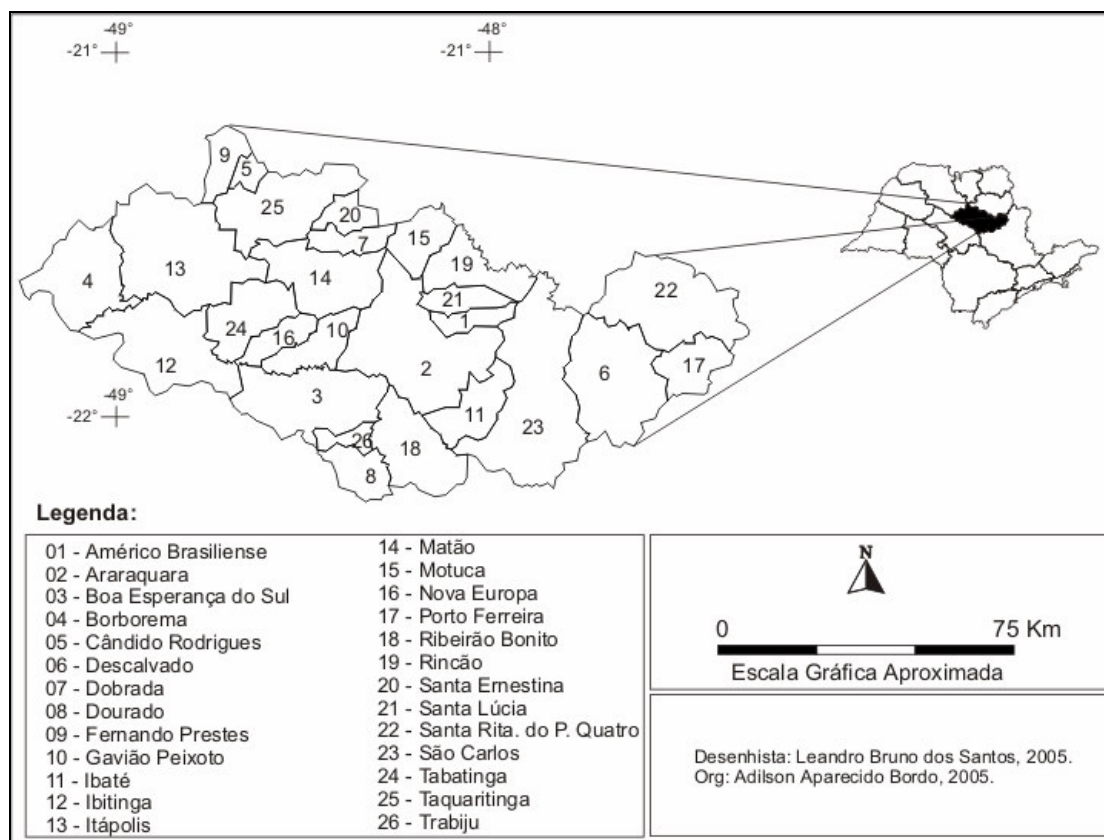 -49°
-21°
-48°
-21°
9
5
25
20
7
15
19
4
13
14
21
1
22
24
16
10
12
2
6
17
3
11
23
-49°
-22°
26
18
8
Legenda:
01 - Américo Brasiliense
02 - Araraquara
03 - Boa Esperança do Sul
04 - Borborema
05 - Cândido Rodrigues
06 - Descalvado
07 - Dobrada
08 - Dourado
09 - Fernando Prestes
10 - Gavião Peixoto
11 - Ibaté
12 - Ibitinga
13 - Itápolis
14 - Matão
15 - Motuca
16 - Nova Europa
17 - Porto Ferreira
18 - Ribeirão Bonito
19 - Rincão
20 - Santa Ernestina
21 - Santa Lúcia
22 - Santa Rita. do P. Quatro
23 - São Carlos
24 - Tabatinga
25 - Taquaritinga
26 - Trabiju
N
0 75 Km
Escala Gráfica Aproximada
Desenhista: Leandro Bruno dos Santos, 2005.
Org: Adilson Aparecido Bordo, 2005.